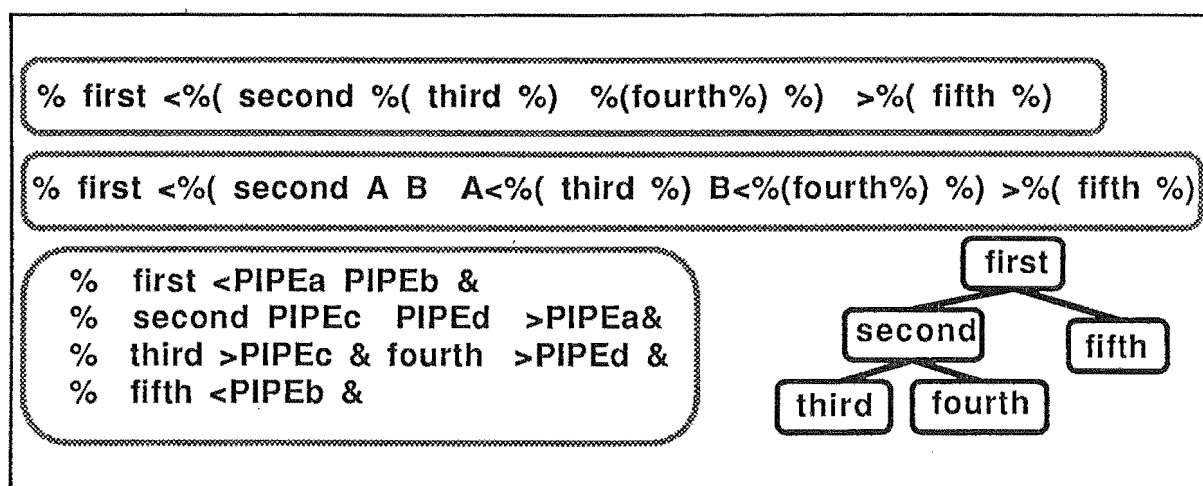 % first <%( second %( third %) %(fourth%) %) >%( fifth %)
% first <%( second A B A<%( third %) B<%(fourth%) %) >%( fifth %)
% first <PIPEa PIPEb &
% second PIPEc PIPEd >PIPEa&
% third >PIPEc & fourth >PIPEd &
% fifth <PIPEb &
first
second
fifth
third
fourth